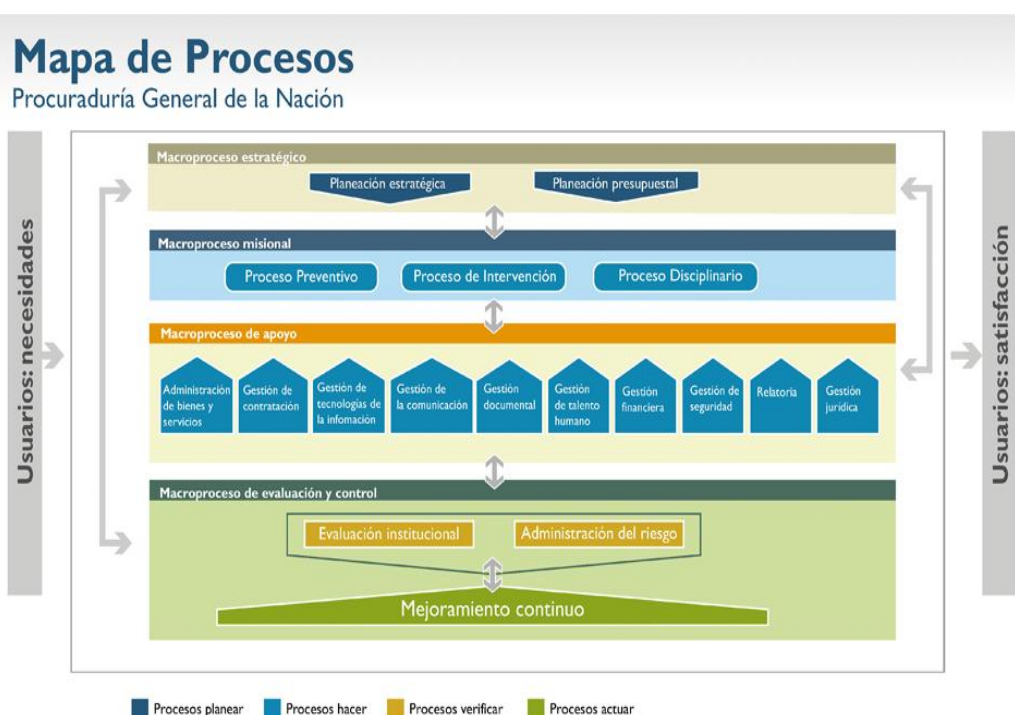 Mapa de Procesos
Procuraduría General de la Nación
Usuarios: necesidades
Macroproceso estratégico
Planeación estratégica
Planeación presupuestal
Macroproceso misional
Proceso Preventivo
Proceso de Intervención
Proceso Disciplinario
Macroproceso de apoyo
Administración
de bienes y
servicios
Gestión de
contratación
Gestión de
tecnologías de
la infomación
Gestión de
la comunicación
Gestión
documental
Gestión
de talento
humano
Gestión
financiera
Gestión de
seguridad
Relatoria
Gestión
jurídica
Macroproceso de evaluación y control
Evaluación institucional
Administración del riesgo
Mejoramiento continuo
Usuarios: satisfacción
Procesos planear
Procesos hacer
Procesos verificar
Procesos actuar